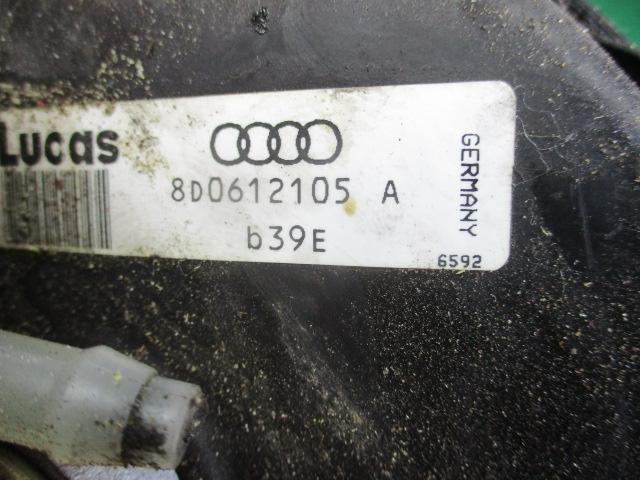 Lucas
8D0612105 A
b39E
GERMANY
6592